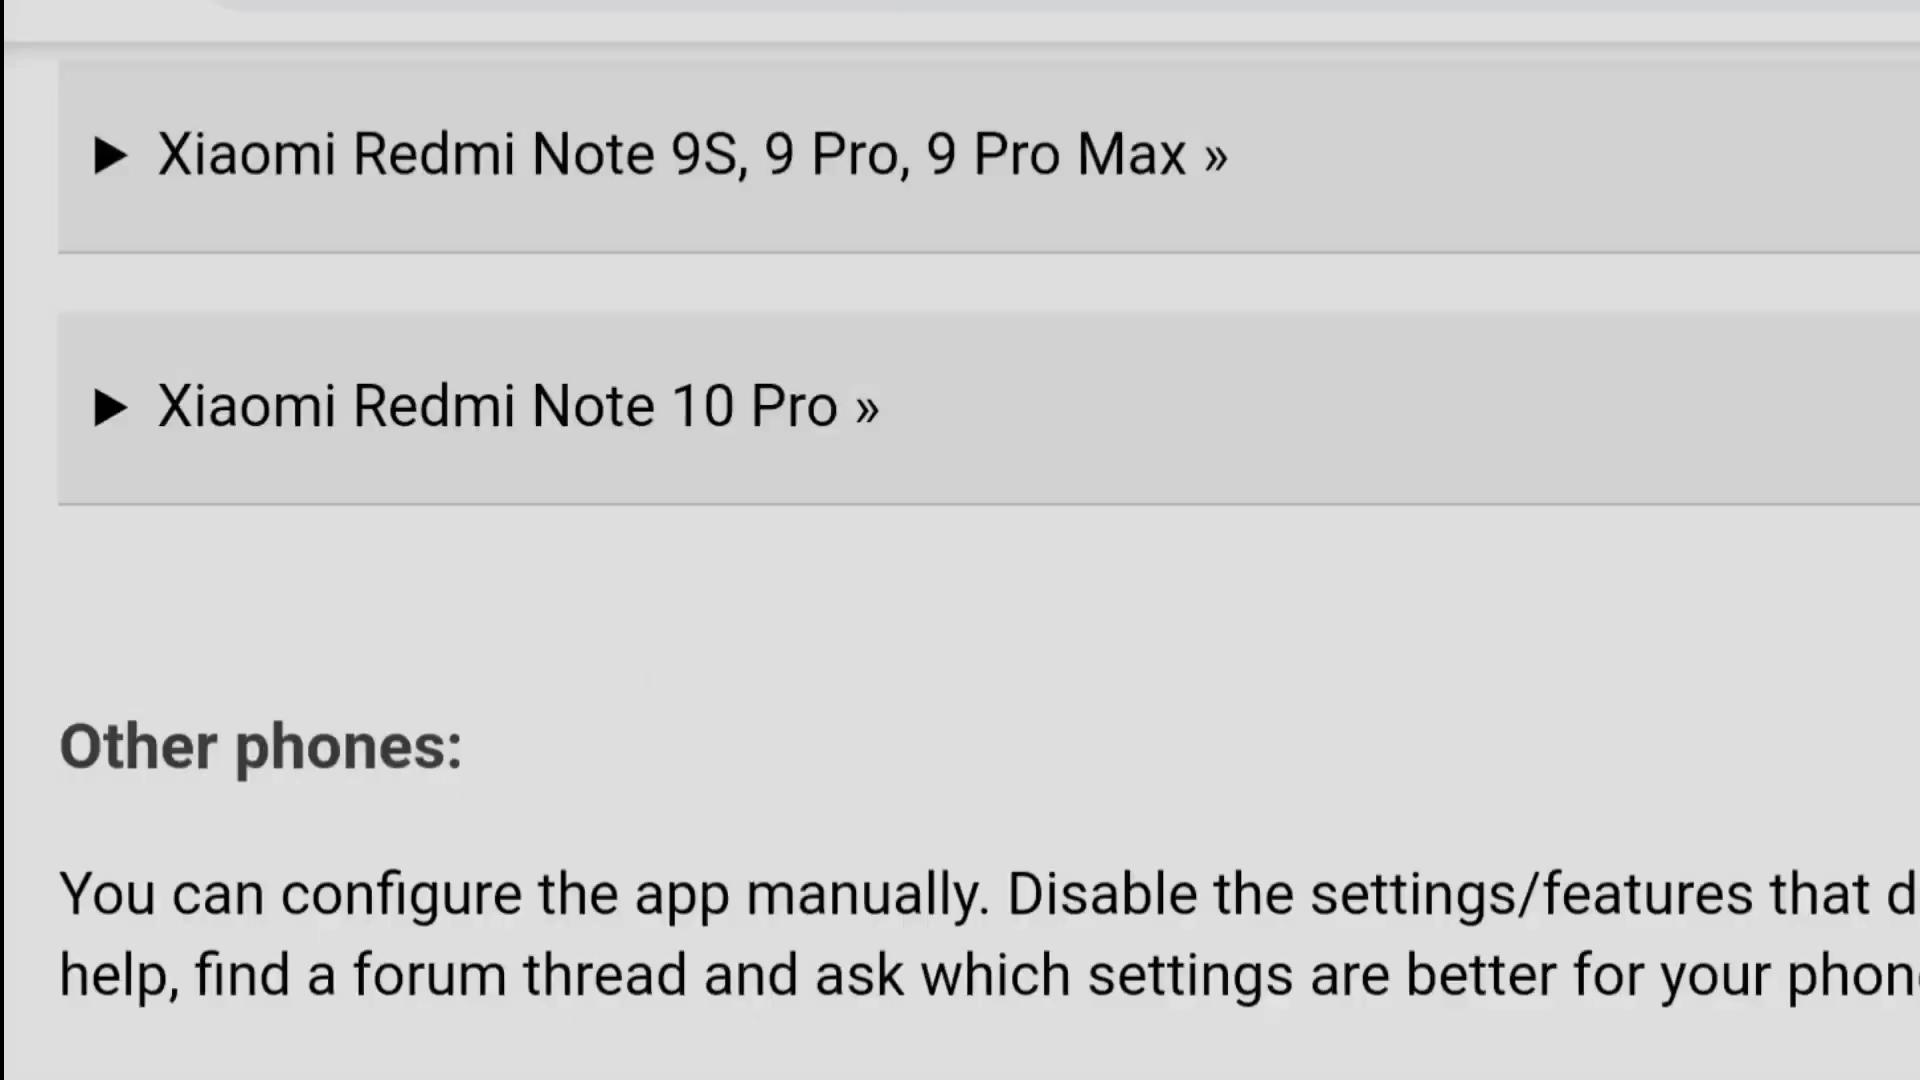 ▶ Xiaomi Redmi Note 9S, 9 Pro, 9 Pro Max »
▶ Xiaomi Redmi Note 10 Pro »
Other phones:
You can configure the app manually. Disable the settings/features that
help, find a forum thread and ask which settings are better for your